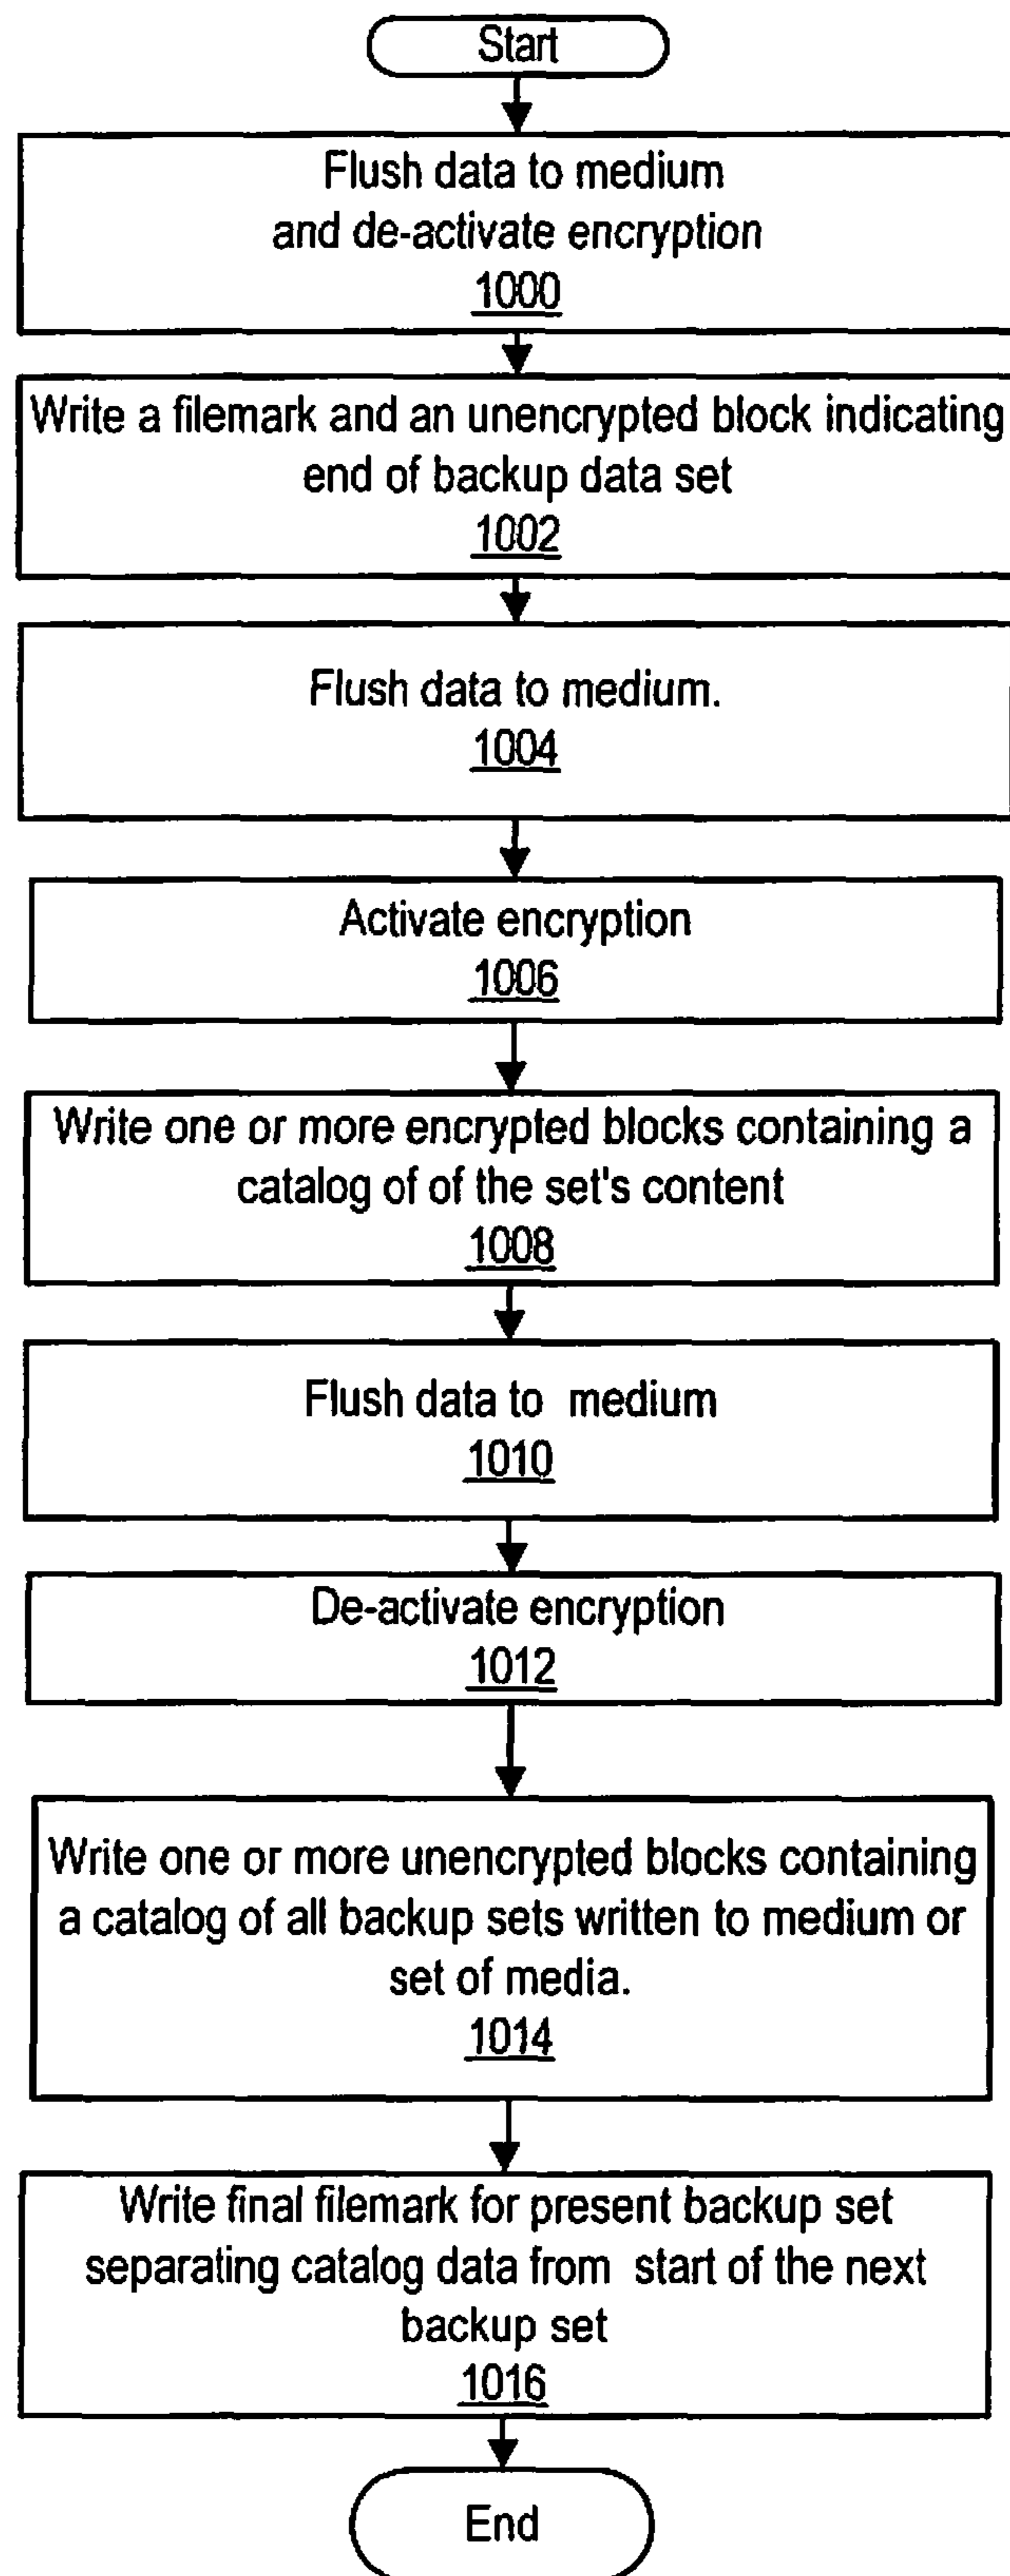 Start
Flush data to medium
and de-activate encryption
1000
Write a filemark and an unencrypted block indicating
end of backup data set
1002
Flush data to medium.
1004
Activate encryption
1006
Write one or more encrypted blocks containing a
catalog of of the set's content
1008
Flush data to medium
1010
De-activate encryption
1012
Write one or more unencrypted blocks containing
a catalog of all backup sets written to medium or
set of media.
1014
Write final filemark for present backup set
separating catalog data from start of the next
backup set
1016
End